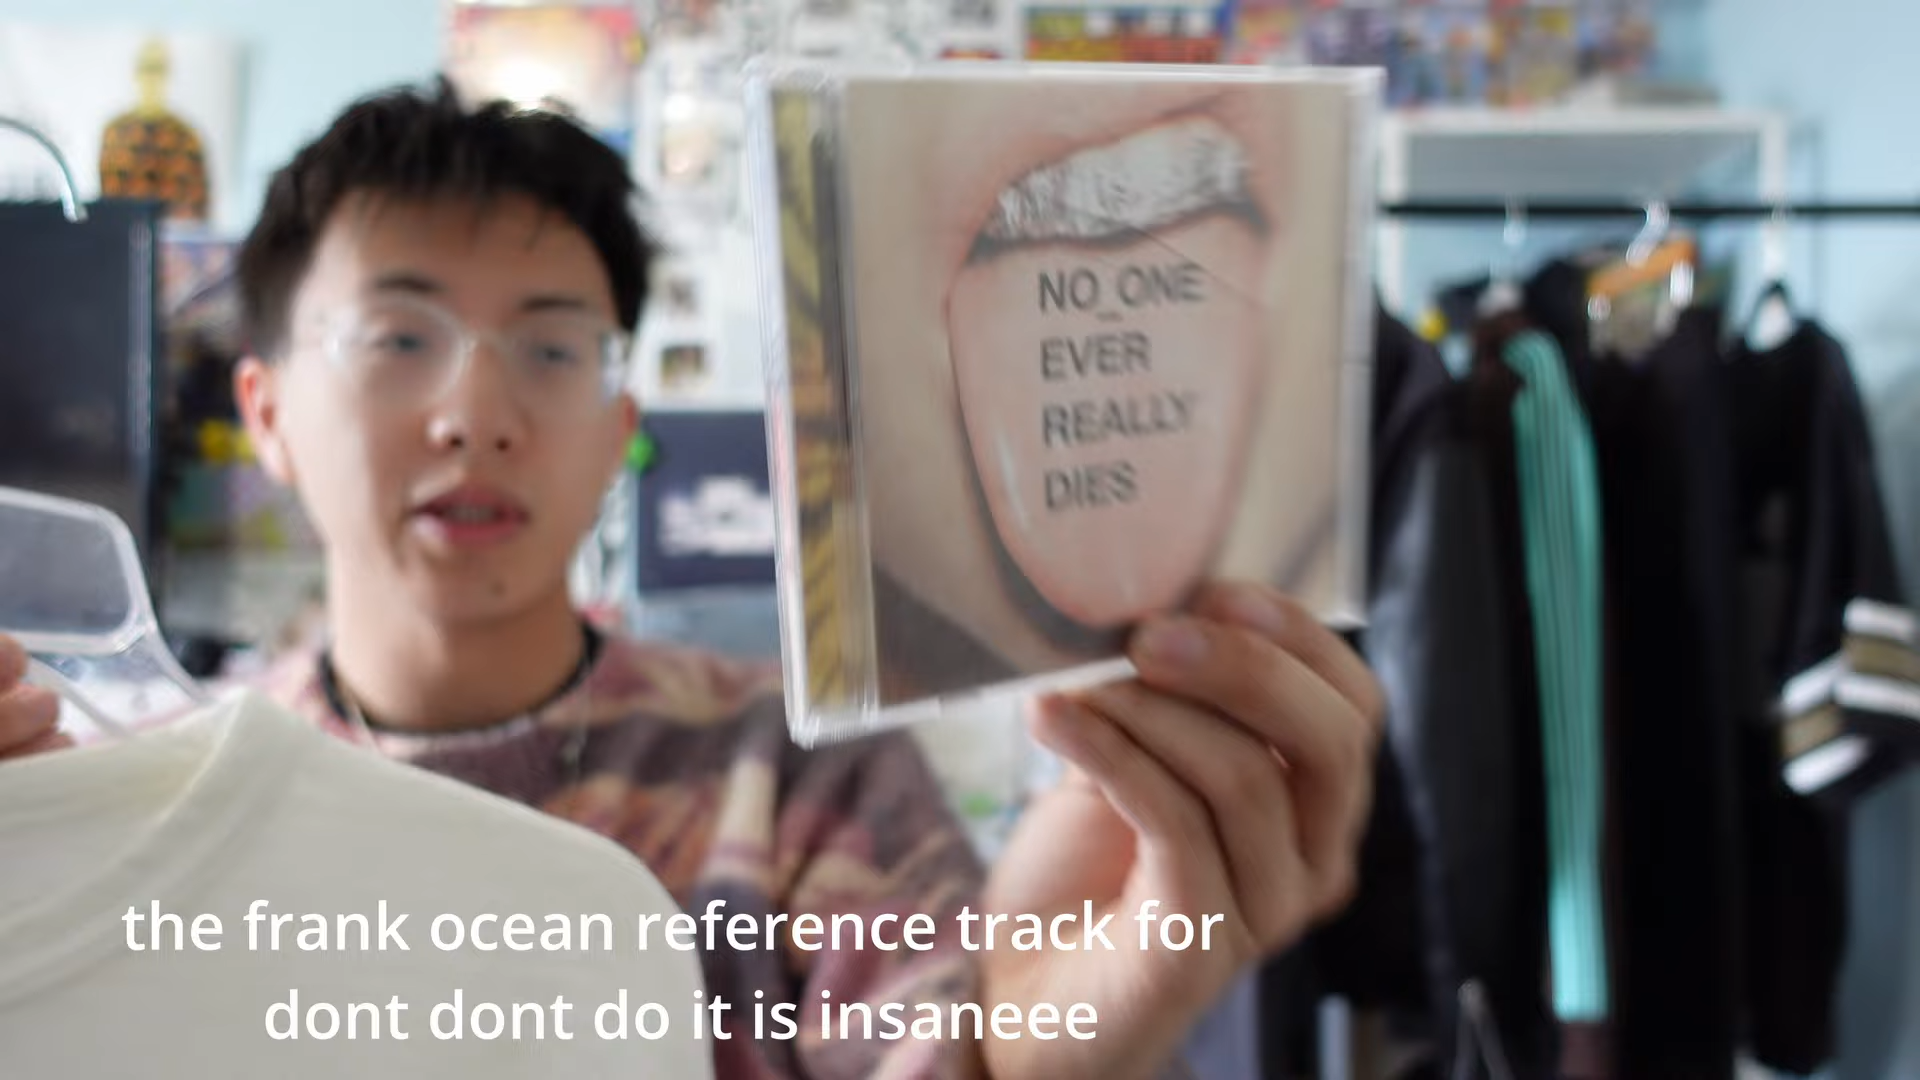 NO_ONE
EVER
REALLY
DIES
the frank ocean reference track for
dont dont do it is insaneee